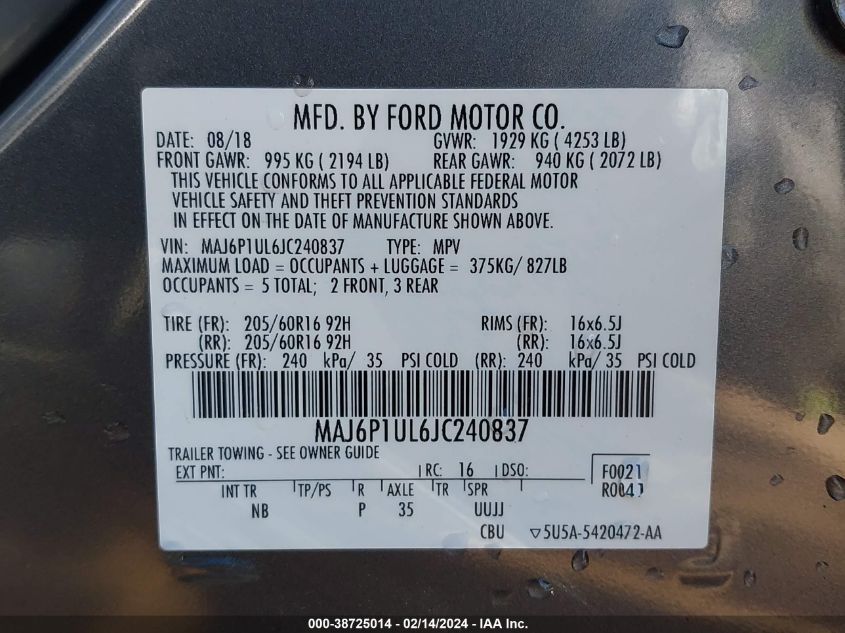 MFD. BY FORD MOTOR CO.
DATE: 08/18 GVWR: 1929 KG ( 4253 LB)
FRONT GAWR: 995 KG ( 2194 LB) REAR GAWR: 940 KG ( 2072 LB)
THIS VEHICLE CONFORMS TO ALL APPLICABLE FEDERAL MOTOR
VEHICLE SAFETY AND THEFT PREVENTION STANDARDS
IN EFFECT ON THE DATE OF MANUFACTURE SHOWN ABOVE.
VIN: MAJ6P1UL6JC240837 TYPE: MPV
MAXIMUM LOAD = OCCUPANTS + LUGGAGE = 375KG/ 827LB
OCCUPANTS = 5 TOTAL; 2 FRONT, 3 REAR
TIRE (FR): 205/60R16 92H RIMS (FR): 16x6.5J
(RR): 205/60R16 92H (RR): 16x6.5J
PRESSURE (FR): 240 kPa/ 35 PSI COLD (RR): 240 kPa/ 35 PSI COLD
MAJ6P1UL6JC240837
TRAILER TOWING - SEE OWNER GUIDE
EXT PNT: RC: 16 DSO: F0021
INT TR TP/PS R AXLE TR SPR R0041
NB P 35 UUJJ
CBU ▽5U5A-5420472-AA
000-38725014 - 02/14/2024 - IAA Inc.